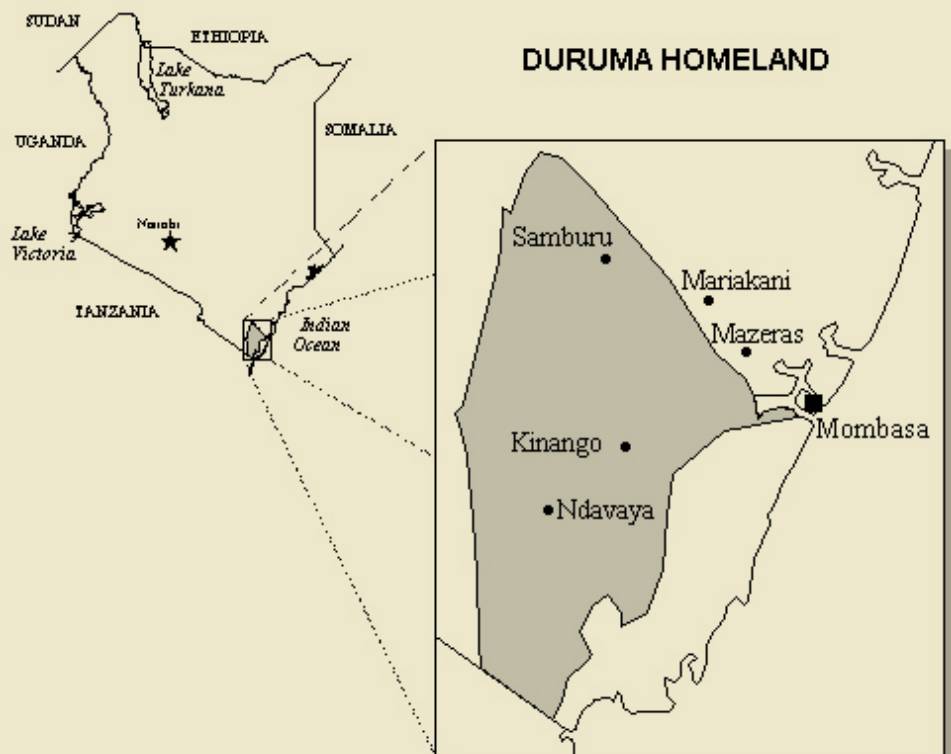 DURUMA HOMELAND
SUDAN
ETHIOPIA
Lake
Turkana
UGANDA
SOMALIA
Nairobi
Lake
Victoria
TANZANIA
Indian
Ocean
Samburu
Mariakani
Mazeras
Mombasa
Kinango
Ndavaya